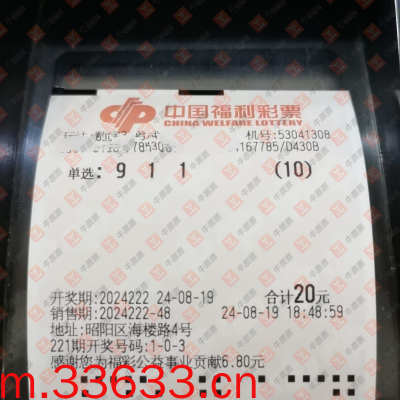 中国福利彩票
CHINA WELFARE LOTTERY
机号:53041308
167785/D430B
单选: 9 1 1 (10)
开奖期:2024222 24-08-19 合计20元
销售期:2024222-48 24-08-19 18:48:59
地址:昭阳区海楼路4号
221期开奖号码:1-0-3
感谢您为福彩公益事业贡献6.80元
m.33633.cn